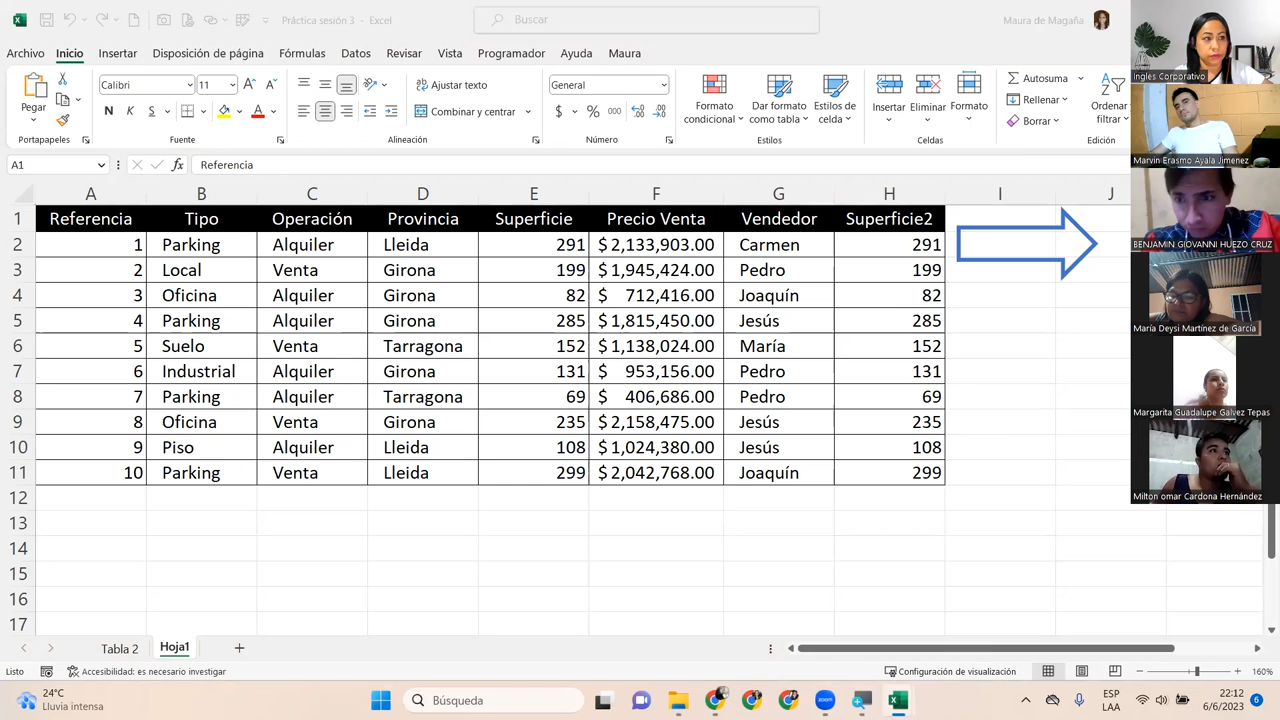 Práctica sesión 3 - Excel
Buscar
Maura de Magaña
Archivo Inicio Insertar Disposición de página Fórmulas Datos Revisar Vista Programador Ayuda Maura
Pegar
Portapapeles
Calibri 11
N K S
Fuente
Ajustar texto
Combinar y centrar
Alineación
General
$ % 000
Número
Formato condicional
Dar formato como tabla
Estilos de celda
Estilos
Insertar Eliminar Formato
Celdas
Autosuma
Rellenar
Borrar
Ordenar
filtrar
Edición
A1
fx Referencia
A B C D E F G H I J
1 Referencia Tipo Operación Provincia Superficie Precio Venta Vendedor Superficie2
2 1 Parking Alquiler Lleida 291 $ 2,133,903.00 Carmen 291
3 2 Local Venta Girona 199 $ 1,945,424.00 Pedro 199
4 3 Oficina Alquiler Girona 82 $ 712,416.00 Joaquín 82
5 4 Parking Alquiler Girona 285 $ 1,815,450.00 Jesús 285
6 5 Suelo Venta Tarragona 152 $ 1,138,024.00 María 152
7 6 Industrial Alquiler Girona 131 $ 953,156.00 Pedro 131
8 7 Parking Alquiler Tarragona 69 $ 406,686.00 Pedro 69
9 8 Oficina Venta Girona 235 $ 2,158,475.00 Jesús 235
10 9 Piso Alquiler Lleida 108 $ 1,024,380.00 Jesús 108
11 10 Parking Venta Lleida 299 $ 2,042,768.00 Joaquín 299
12
13
14
15
16
17
Tabla 2 Hoja1
Listo
Accesibilidad: es necesario investigar
Configuración de visualización
160%
24°C
Lluvia intensa
Búsqueda
zoom
ESP
LAA
22:12
6/6/2023
6
Ingles Corporativo
Marvin Erasmo Ayala Jimenez
BENJAMIN GIOVANNI HUEZO CRUZ
María Deysi Martínez de García
Margarita Guadalupe Galvez Tepas
Milton omar Cardona Hernández